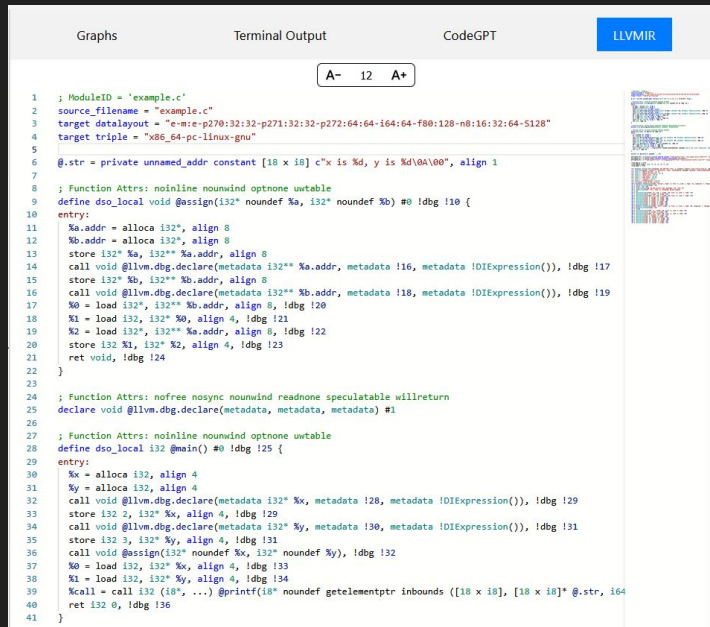 Graphs Terminal Output CodeGPT LLVMIR
A- 12 A+
1 ; ModuleID = 'example.c'
2 source_filename = "example.c"
3 target datalayout = "e-m:e-p270:32:32-p271:32:32-p272:64:64-i64:64-f80:128-n8:16:32:64-S128"
4 target triple = "x86_64-pc-linux-gnu"
5
6 @.str = private unnamed_addr constant [18 x i8] c"x is %d, y is %d\0A\00", align 1
7
8 ; Function Attrs: noinline nounwind optnone uwtable
9 define dso_local void @assign(i32* noundef %a, i32* noundef %b) #0 !dbg !10 {
10 entry:
11 %a.addr = alloca i32*, align 8
12 %b.addr = alloca i32*, align 8
13 store i32* %a, i32** %a.addr, align 8
14 call void @llvm.dbg.declare(metadata i32** %a.addr, metadata !16, metadata !DIExpression()), !dbg !17
15 store i32* %b, i32** %b.addr, align 8
16 call void @llvm.dbg.declare(metadata i32** %b.addr, metadata !18, metadata !DIExpression()), !dbg !19
17 %0 = load i32*, i32** %b.addr, align 8, !dbg !20
18 %1 = load i32, i32* %0, align 4, !dbg !21
19 %2 = load i32*, i32** %a.addr, align 8, !dbg !22
20 store i32 %1, i32* %2, align 4, !dbg !23
21 ret void, !dbg !24
22 }
23
24 ; Function Attrs: nofree nosync nounwind readnone speculatable willreturn
25 declare void @llvm.dbg.declare(metadata, metadata, metadata) #1
26
27 ; Function Attrs: noinline nounwind optnone uwtable
28 define dso_local i32 @main() #0 !dbg !25 {
29 entry:
30 %x = alloca i32, align 4
31 %y = alloca i32, align 4
32 call void @llvm.dbg.declare(metadata i32* %x, metadata !28, metadata !DIExpression()), !dbg !29
33 store i32 2, i32* %x, align 4, !dbg !29
34 call void @llvm.dbg.declare(metadata i32* %y, metadata !30, metadata !DIExpression()), !dbg !31
35 store i32 3, i32* %y, align 4, !dbg !31
36 call void @assign(i32* noundef %x, i32* noundef %y), !dbg !32
37 %0 = load i32, i32* %x, align 4, !dbg !33
38 %1 = load i32, i32* %y, align 4, !dbg !34
39 %call = call i32 (i8*, ...) @printf(i8* noundef getelementptr inbounds ([18 x i8], [18 x i8]* @.str, i64
40 ret i32 0, !dbg !36
41 }